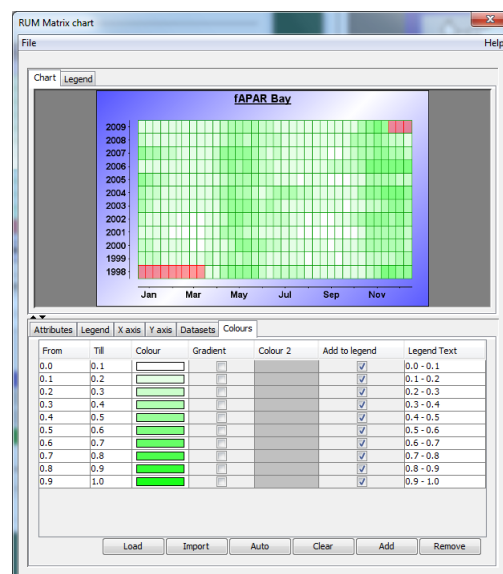 RUM Matrix chart
File Help
Chart Legend
fAPAR Bay
2009
2008
2007
2006
2005
2004
2003
2002
2001
2000
1999
1998
Jan Mar May Jul Sep Nov
Attributes Legend X axis Y axis Datasets Colours
From Till Colour Gradient Colour 2 Add to legend Legend Text
0.0 0.1 0.0 - 0.1
0.1 0.2 0.1 - 0.2
0.2 0.3 0.2 - 0.3
0.3 0.4 0.3 - 0.4
0.4 0.5 0.4 - 0.5
0.5 0.6 0.5 - 0.6
0.6 0.7 0.6 - 0.7
0.7 0.8 0.7 - 0.8
0.8 0.9 0.8 - 0.9
0.9 1.0 0.9 - 1.0
Load Import Auto Clear Add Remove